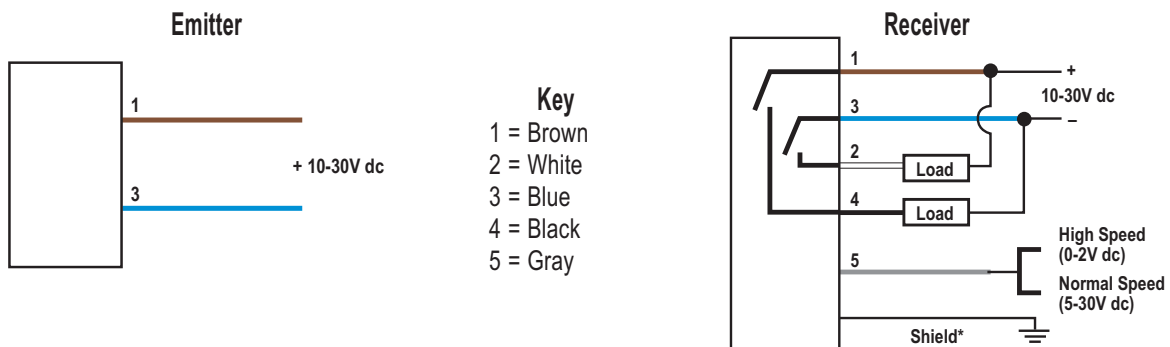 Emitter
1
3
+ 10-30V dc
Key
1 = Brown
2 = White
3 = Blue
4 = Black
5 = Gray
Receiver
1
+
10-30V dc
3
–
2
Load
4
Load
5
High Speed
(0-2V dc)
Normal Speed
(5-30V dc)
Shield*